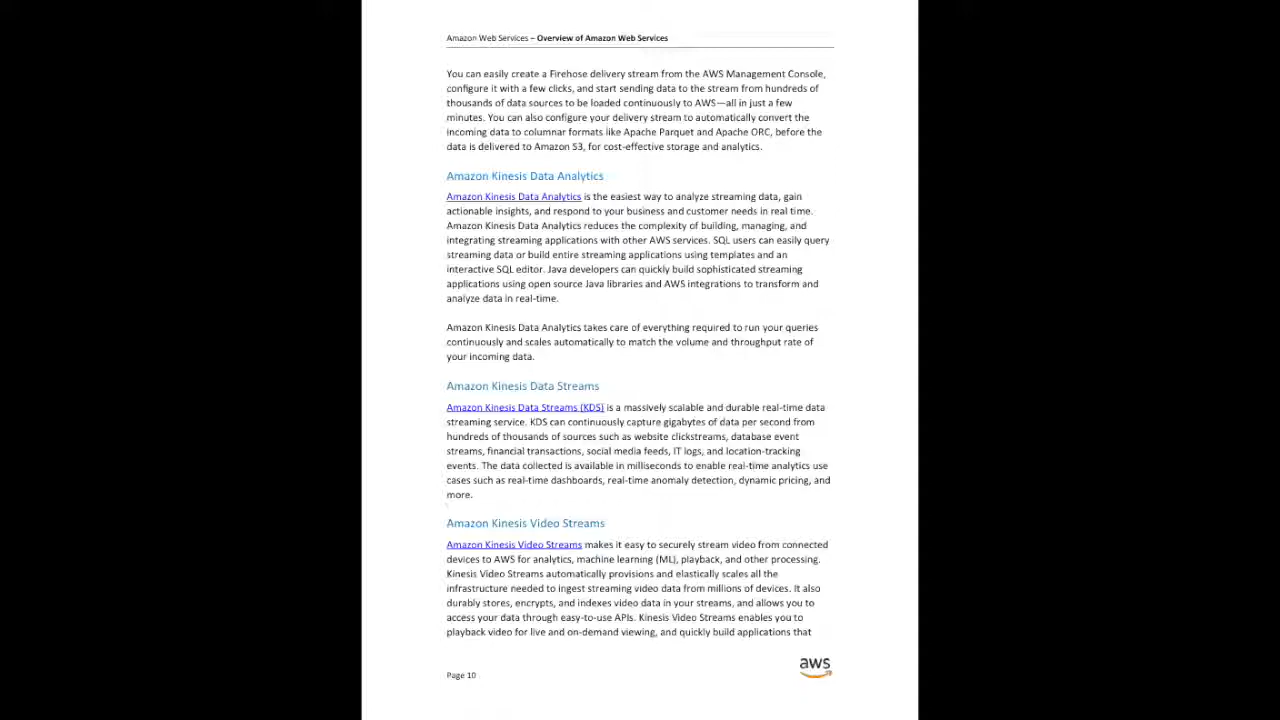 Amazon Web Services – Overview of Amazon Web Services
You can easily create a Firehose delivery stream from the AWS Management Console,
configure it with a few clicks, and start sending data to the stream from hundreds of
thousands of data sources to be loaded continuously to AWS—all in just a few
minutes. You can also configure your delivery stream to automatically convert the
incoming data to columnar formats like Apache Parquet and Apache ORC, before the
data is delivered to Amazon S3, for cost-effective storage and analytics.
Amazon Kinesis Data Analytics
Amazon Kinesis Data Analytics is the easiest way to analyze streaming data, gain
actionable insights, and respond to your business and customer needs in real time.
Amazon Kinesis Data Analytics reduces the complexity of building, managing, and
integrating streaming applications with other AWS services. SQL users can easily query
streaming data or build entire streaming applications using templates and an
interactive SQL editor. Java developers can quickly build sophisticated streaming
applications using open source Java libraries and AWS integrations to transform and
analyze data in real-time.
Amazon Kinesis Data Analytics takes care of everything required to run your queries
continuously and scales automatically to match the volume and throughput rate of
your incoming data.
Amazon Kinesis Data Streams
Amazon Kinesis Data Streams (KDS) is a massively scalable and durable real-time data
streaming service. KDS can continuously capture gigabytes of data per second from
hundreds of thousands of sources such as website clickstreams, database event
streams, financial transactions, social media feeds, IT logs, and location-tracking
events. The data collected is available in milliseconds to enable real-time analytics use
cases such as real-time dashboards, real-time anomaly detection, dynamic pricing, and
more.
Amazon Kinesis Video Streams
Amazon Kinesis Video Streams makes it easy to securely stream video from connected
devices to AWS for analytics, machine learning (ML), playback, and other processing.
Kinesis Video Streams automatically provisions and elastically scales all the
infrastructure needed to ingest streaming video data from millions of devices. It also
durably stores, encrypts, and indexes video data in your streams, and allows you to
access your data through easy-to-use APIs. Kinesis Video Streams enables you to
playback video for live and on-demand viewing, and quickly build applications that
aws
Page 10